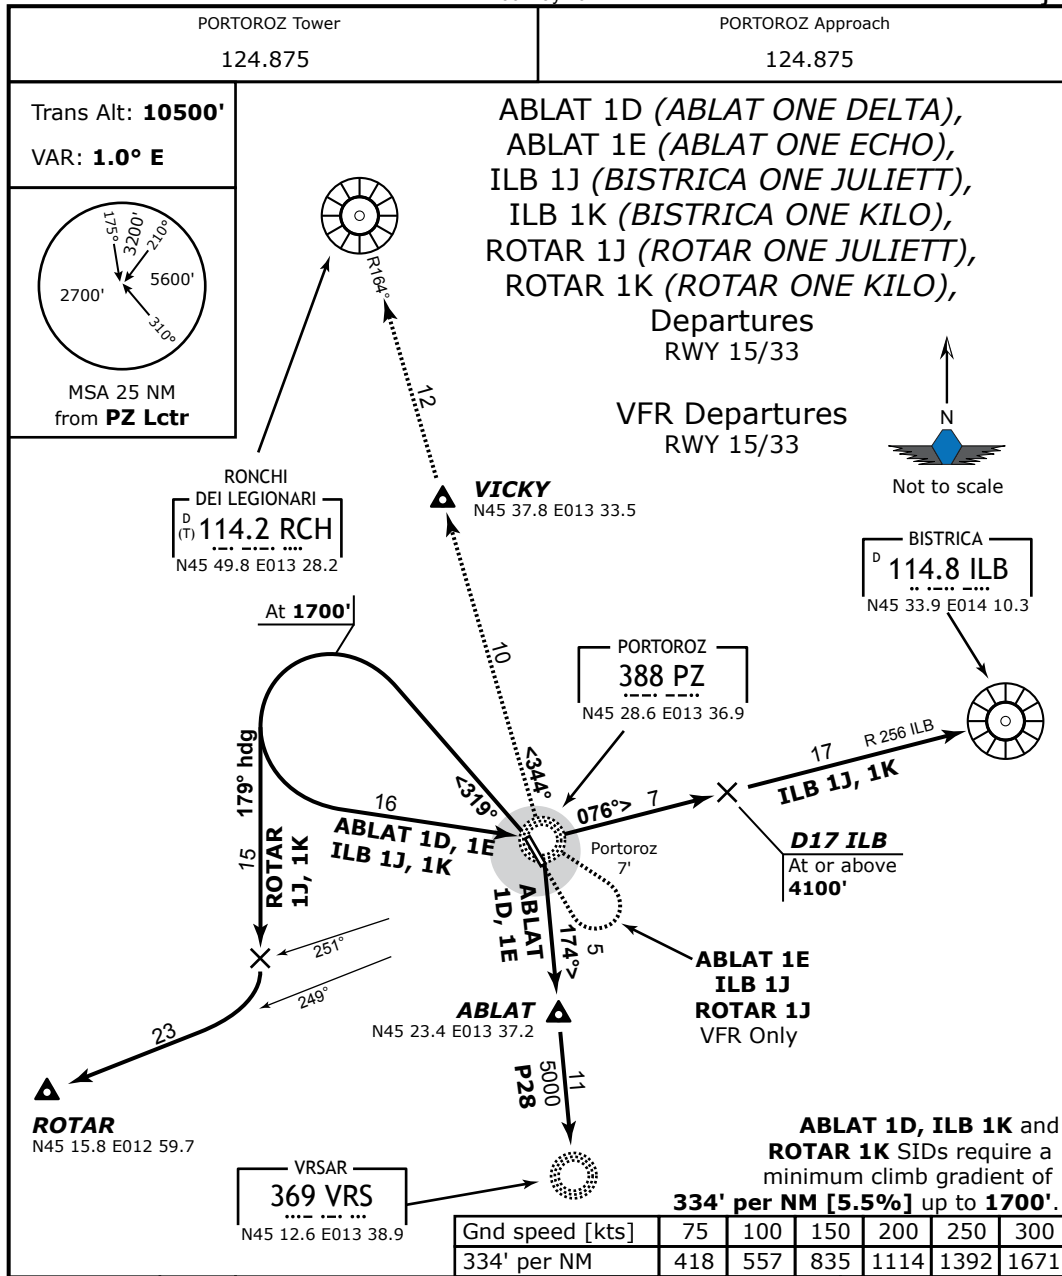 PORTOROZ Tower
124.875
PORTOROZ Approach
124.875
Trans Alt: 10500'
VAR: 1.0° E
175°
3200'
210°
2700'
5600'
310°
MSA 25 NM
from PZ Lctr
ABLAT 1D (ABLAT ONE DELTA),
ABLAT 1E (ABLAT ONE ECHO),
ILB 1J (BISTRICA ONE JULIETT),
ILB 1K (BISTRICA ONE KILO),
ROTAR 1J (ROTAR ONE JULIETT),
ROTAR 1K (ROTAR ONE KILO),
Departures
RWY 15/33
VFR Departures
RWY 15/33
N
Not to scale
R164°
12
RONCHI
DEI LEGIONARI
D
(T) 114.2 RCH
N45 49.8 E013 28.2
VICKY
N45 37.8 E013 33.5
BISTRICA
D 114.8 ILB
N45 33.9 E014 10.3
At 1700'
10
PORTOROZ
388 PZ
N45 28.6 E013 36.9
179° hdg
15
ROTAR
1J, 1K
16
ABLAT 1D, 1E
ILB 1J, 1K
<319°
<344°
076°>
7
17
R 256 ILB
ILB 1J, 1K
D17 ILB
At or above
4100'
Portoroz
7'
ABLAT
1D, 1E
174°>
5
251°
249°
23
ABLAT 1E
ILB 1J
ROTAR 1J
VFR Only
ABLAT
N45 23.4 E013 37.2
P28
5000
11
ROTAR
N45 15.8 E012 59.7
VRSAR
369 VRS
N45 12.6 E013 38.9
ABLAT 1D, ILB 1K and
ROTAR 1K SIDs require a
minimum climb gradient of
334' per NM [5.5%] up to 1700'.
Gnd speed [kts] 75 100 150 200 250 300
334' per NM 418 557 835 1114 1392 1671